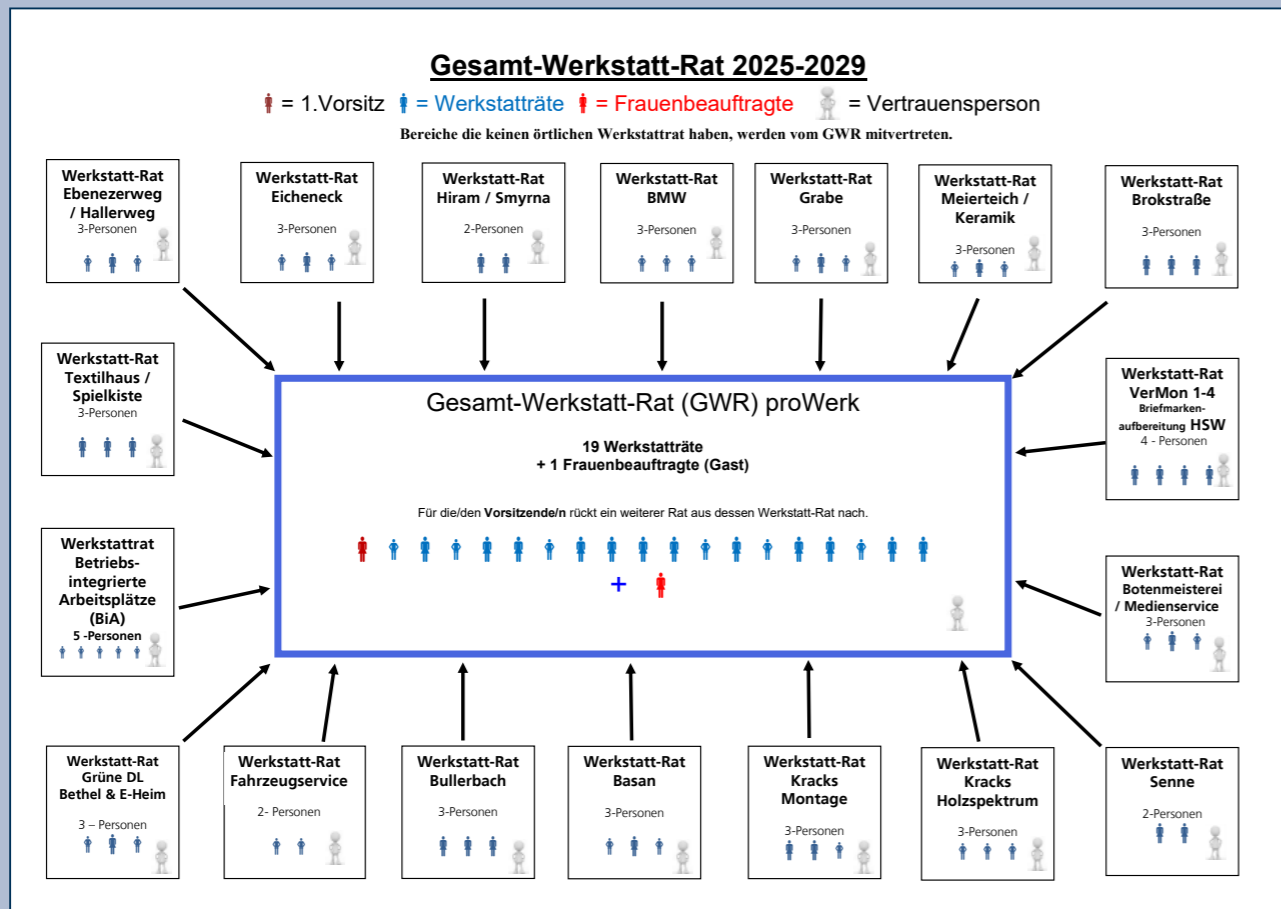 Gesamt-Werkstatt-Rat 2025-2029
= 1.Vorsitz = Werkstatträte = Frauenbeauftragte = Vertrauensperson
Bereiche die keinen örtlichen Werkstattrat haben, werden vom GWR mitvertreten.
Werkstatt-Rat
Ebenezerweg
/ Hallerweg
3-Personen
Werkstatt-Rat
Eicheneck
3-Personen
Werkstatt-Rat
Hiram / Smyrna
2-Personen
Werkstatt-Rat
BMW
3-Personen
Werkstatt-Rat
Grabe
3-Personen
Werkstatt-Rat
Meierteich /
Keramik
3-Personen
Werkstatt-Rat
Brokstraße
3-Personen
Werkstatt-Rat
Textilhaus /
Spielkiste
3-Personen
Gesamt-Werkstatt-Rat (GWR) proWerk
19 Werkstatträte
+ 1 Frauenbeauftragte (Gast)
Für die/den Vorsitzende/n rückt ein weiterer Rat aus dessen Werkstatt-Rat nach.
+
Werkstatt-Rat
VerMon 1-4
Briefmarken-
aufbereitung HSW
4 - Personen
Werkstattrat
Betriebs-
integrierte
Arbeitsplätze
(BiA)
5 -Personen
Werkstatt-Rat
Botenmeisterei
/ Medienservice
3-Personen
Werkstatt-Rat
Grüne DL
Bethel & E-Heim
3 – Personen
Werkstatt-Rat
Fahrzeugservice
2- Personen
Werkstatt-Rat
Bullerbach
3-Personen
Werkstatt-Rat
Basan
3-Personen
Werkstatt-Rat
Kracks
Montage
3-Personen
Werkstatt-Rat
Kracks
Holzspektrum
3-Personen
Werkstatt-Rat
Senne
2-Personen